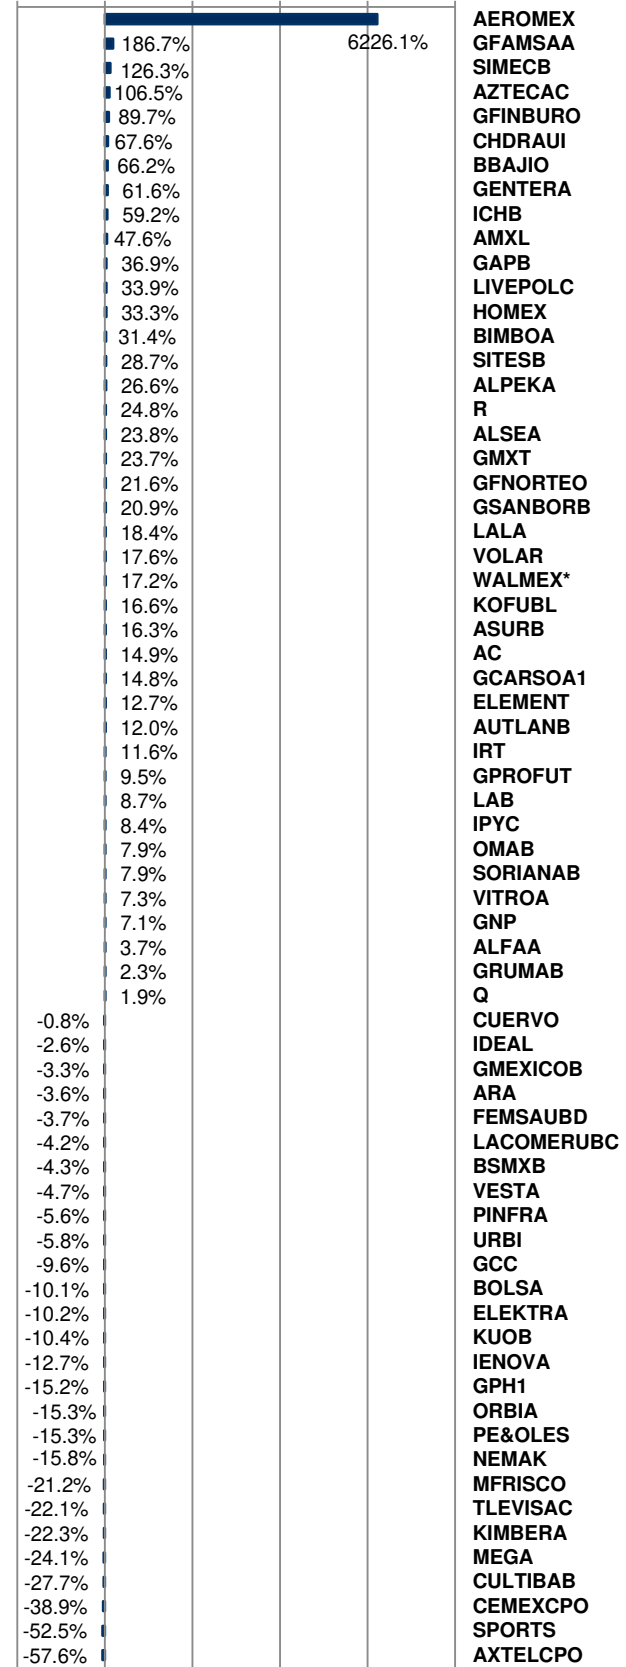 AEROMEX
186.7% 6226.1% GFAMSAA
126.3% SIMECB
106.5% AZTECAC
89.7% GFINBURO
67.6% CHDRAUI
66.2% BBAJIO
61.6% GENTERA
59.2% ICHB
47.6% AMXL
36.9% GAPB
33.9% LIVEPOLC
33.3% HOMEX
31.4% BIMBOA
28.7% SITESB
26.6% ALPEKA
24.8% R
23.8% ALSEA
23.7% GMXT
21.6% GFNORTEO
20.9% GSANBORB
18.4% LALA
17.6% VOLAR
17.2% WALMEX*
16.6% KOFUBL
16.3% ASURB
14.9% AC
14.8% GCARSOA1
12.7% ELEMENT
12.0% AUTLANB
11.6% IRT
9.5% GPROFUT
8.7% LAB
8.4% IPYC
7.9% OMAB
7.9% SORIANAB
7.3% VITROA
7.1% GNP
3.7% ALFAA
2.3% GRUMAB
1.9% Q
-0.8% CUERVO
-2.6% IDEAL
-3.3% GMEXICOB
-3.6% ARA
-3.7% FEMSAUBD
-4.2% LACOMERUBC
-4.3% BSMXB
-4.7% VESTA
-5.6% PINFRA
-5.8% URBI
-9.6% GCC
-10.1% BOLSA
-10.2% ELEKTRA
-10.4% KUOB
-12.7% IENOVA
-15.2% GPH1
-15.3% ORBIA
-15.3% PE&OLES
-15.8% NEMAK
-21.2% MFRISCO
-22.1% TLEVISAC
-22.3% KIMBERA
-24.1% MEGA
-27.7% CULTIBAB
-38.9% CEMEXCPO
-52.5% SPORTS
-57.6% AXTELCPO